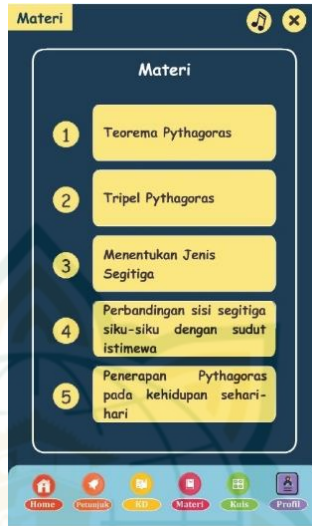 Materi
Materi
1
Teorema Pythagoras
2
Tripel Pythagoras
3
Menentukan Jenis
Segitiga
4
Perbandingan sisi segitiga
siku-siku dengan sudut
istimewa
5
Penerapan Pythagoras
pada kehidupan sehari-
hari
Home
Petunjuk
KD
Materi
Kuis
Profil